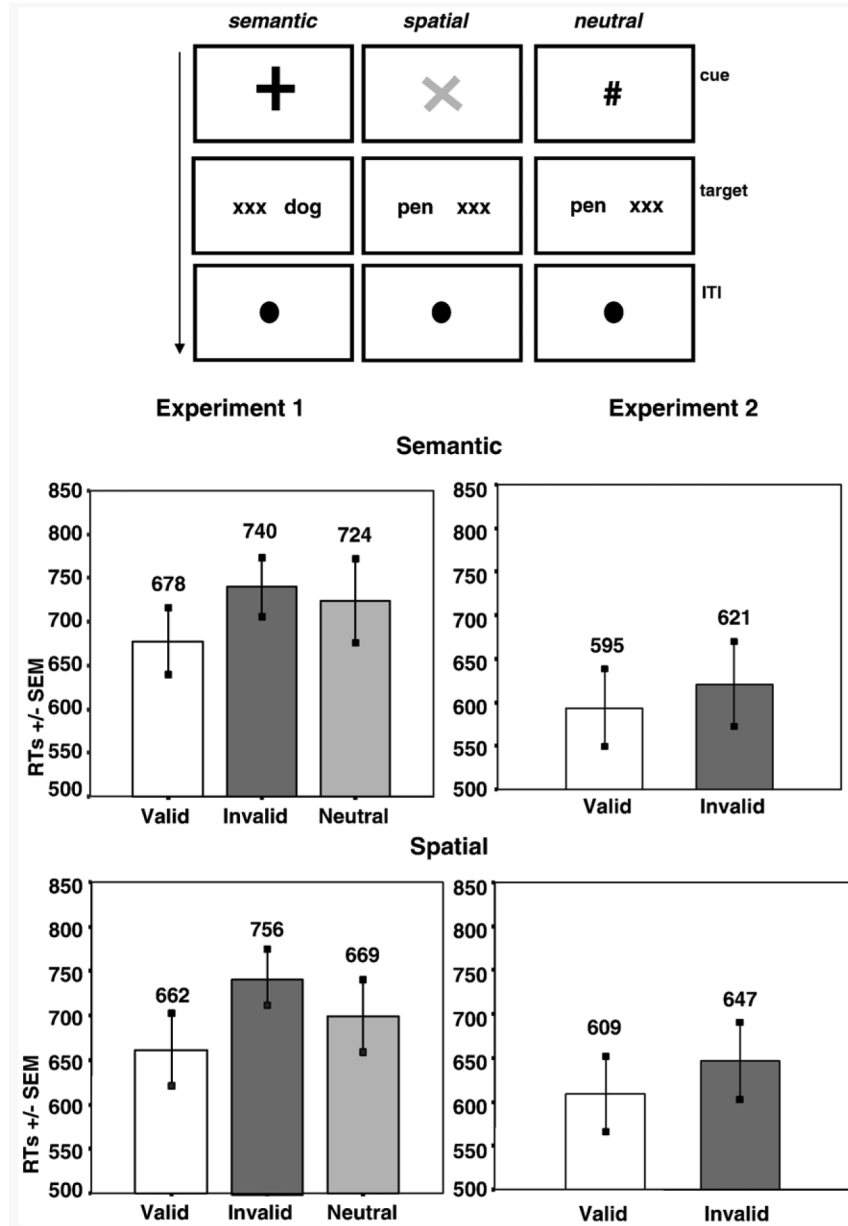 semantic spatial neutral
+ × # cue
xxx dog pen xxx pen xxx target
ITI
Experiment 1 Experiment 2
Semantic
850 850
800 800
750 750
700 700
650 650
600 600
550 550
500 500
RTs +/- SEM
678 740 724 595 621
Valid Invalid Neutral Valid Invalid
Spatial
850 850
800 800
750 750
700 700
650 650
600 600
550 550
500 500
RTs +/- SEM
662 756 669 609 647
Valid Invalid Neutral Valid Invalid